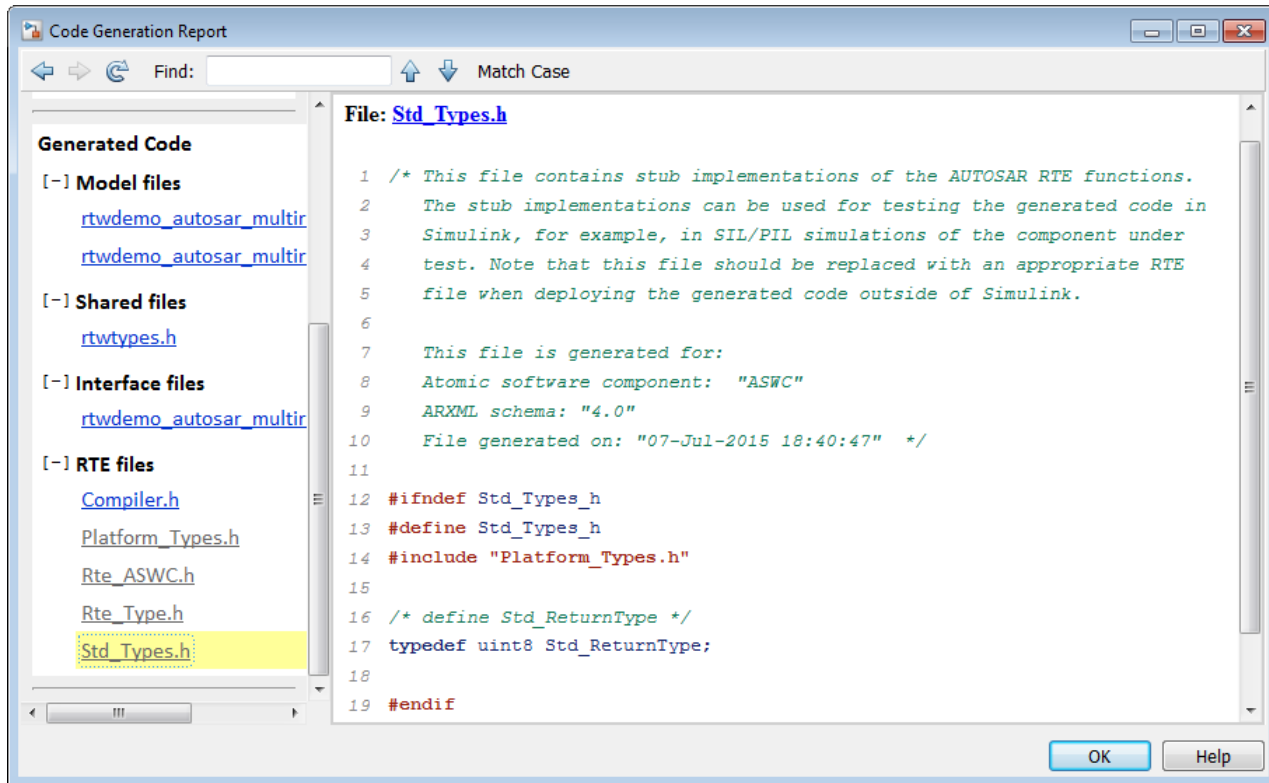 Code Generation Report
Find:
Match Case
Generated Code
[-] Model files
rtwdemo_autosar_multir
rtwdemo_autosar_multir
[-] Shared files
rtwtypes.h
[-] Interface files
rtwdemo_autosar_multir
[-] RTE files
Compiler.h
Platform_Types.h
Rte_ASWC.h
Rte_Type.h
Std_Types.h
File: Std_Types.h
1 /* This file contains stub implementations of the AUTOSAR RTE functions.
2 The stub implementations can be used for testing the generated code in
3 Simulink, for example, in SIL/PIL simulations of the component under
4 test. Note that this file should be replaced with an appropriate RTE
5 file when deploying the generated code outside of Simulink.
6
7 This file is generated for:
8 Atomic software component: "ASWC"
9 ARXML schema: "4.0"
10 File generated on: "07-Jul-2015 18:40:47" */
11
12 #ifndef Std_Types_h
13 #define Std_Types_h
14 #include "Platform_Types.h"
15
16 /* define Std_ReturnType */
17 typedef uint8 Std_ReturnType;
18
19 #endif
OK
Help